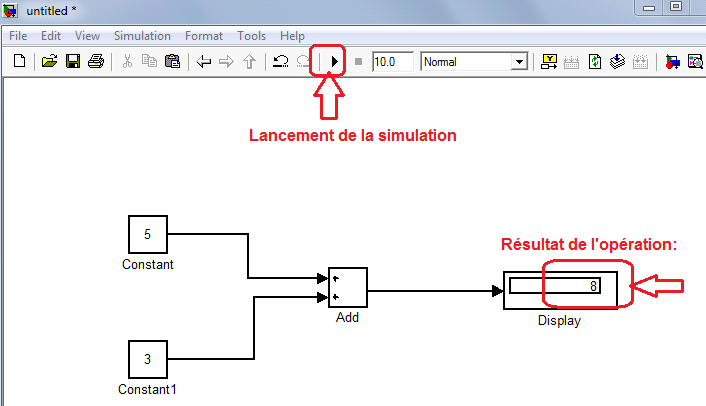 untitled *
File Edit View Simulation Format Tools Help
10.0 Normal
Lancement de la simulation
5
Constant
Résultat de l'opération:
8
Add
Display
3
Constant1